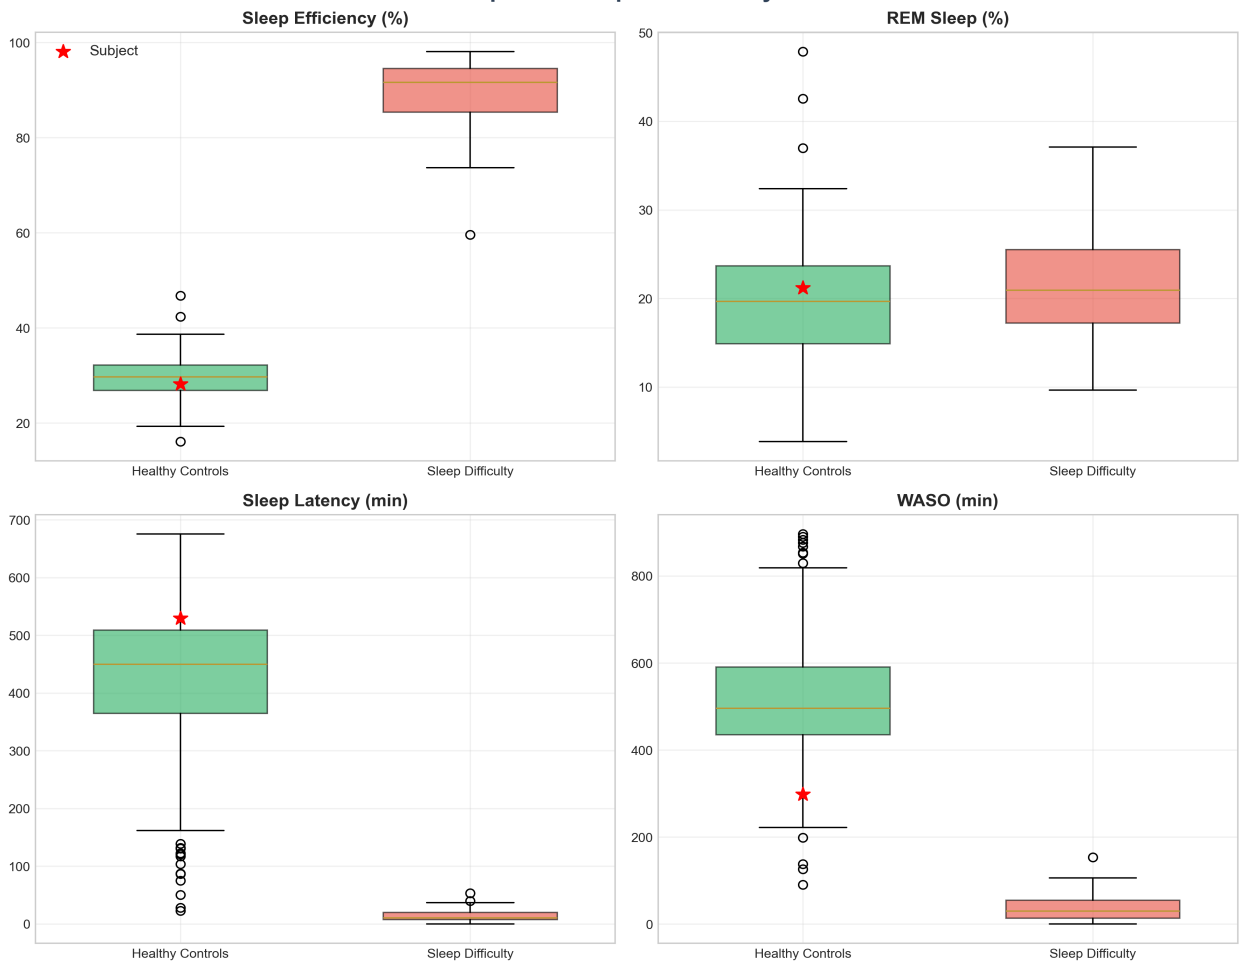 Sleep Efficiency (%)
Subject
100
80
60
40
20
Healthy Controls
Sleep Difficulty
REM Sleep (%)
50
40
30
20
10
Healthy Controls
Sleep Difficulty
Sleep Latency (min)
700
600
500
400
300
200
100
0
Healthy Controls
Sleep Difficulty
WASO (min)
800
600
400
200
0
Healthy Controls
Sleep Difficulty